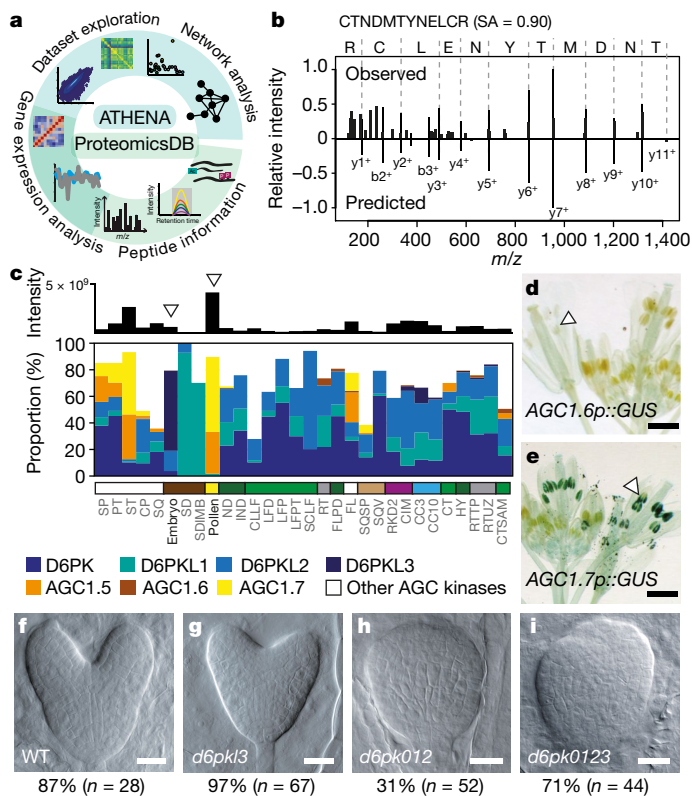 a
Dataset exploration
Network analysis
Gene expression analysis
Peptide information
ATHENA
ProteomicsDB
Intensity
m/z
Intensity
Retention time
b
CTNDMTYNELCR (SA = 0.90)
R C L E N Y T M D N T
Relative intensity
1.0
0.5
0
−0.5
−1.0
Observed
Predicted
y1+
b2+
y2+
b3+
y3+
y4+
y5+
y6+
y7+
y8+
y9+
y10+
y11+
200 400 600 800 1,000 1,200 1,400
m/z
c
Intensity
5 × 10⁹
Proportion (%)
100
80
60
40
20
0
SP PT ST CP SQ Embryo SD SDIMB Pollen ND IND CLLF LFD LFP LFPT SCLF RT FLPD FL SQSP SQV RKD2 CIM CC3 CC10 CT HY RTTP RTUZ CTSAM
D6PK D6PKL1 D6PKL2 D6PKL3
AGC1.5 AGC1.6 AGC1.7 Other AGC kinases
d
AGC1.6p::GUS
e
AGC1.7p::GUS
f
WT
87% (n = 28)
g
d6pkl3
97% (n = 67)
h
d6pk012
31% (n = 52)
i
d6pk0123
71% (n = 44)